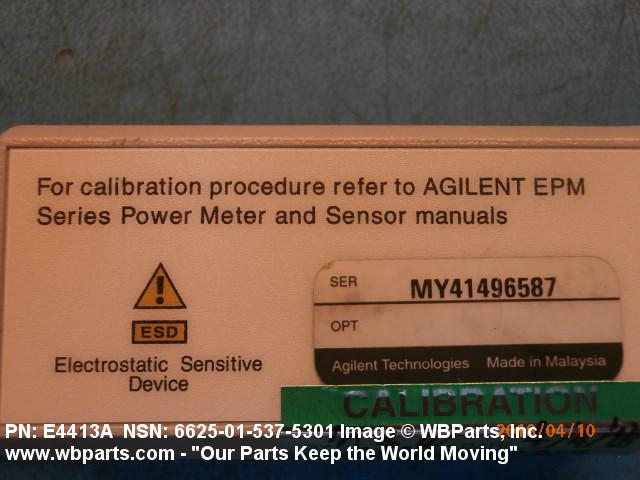 For calibration procedure refer to AGILENT EPM
Series Power Meter and Sensor manuals
SER MY41496587
OPT
ESD
Electrostatic Sensitive
Device
Agilent Technologies Made in Malaysia
CALIBRATION
PN: E4413A NSN: 6625-01-537-5301 Image © WBParts, Inc.
www.wbparts.com - "Our Parts Keep the World Moving"